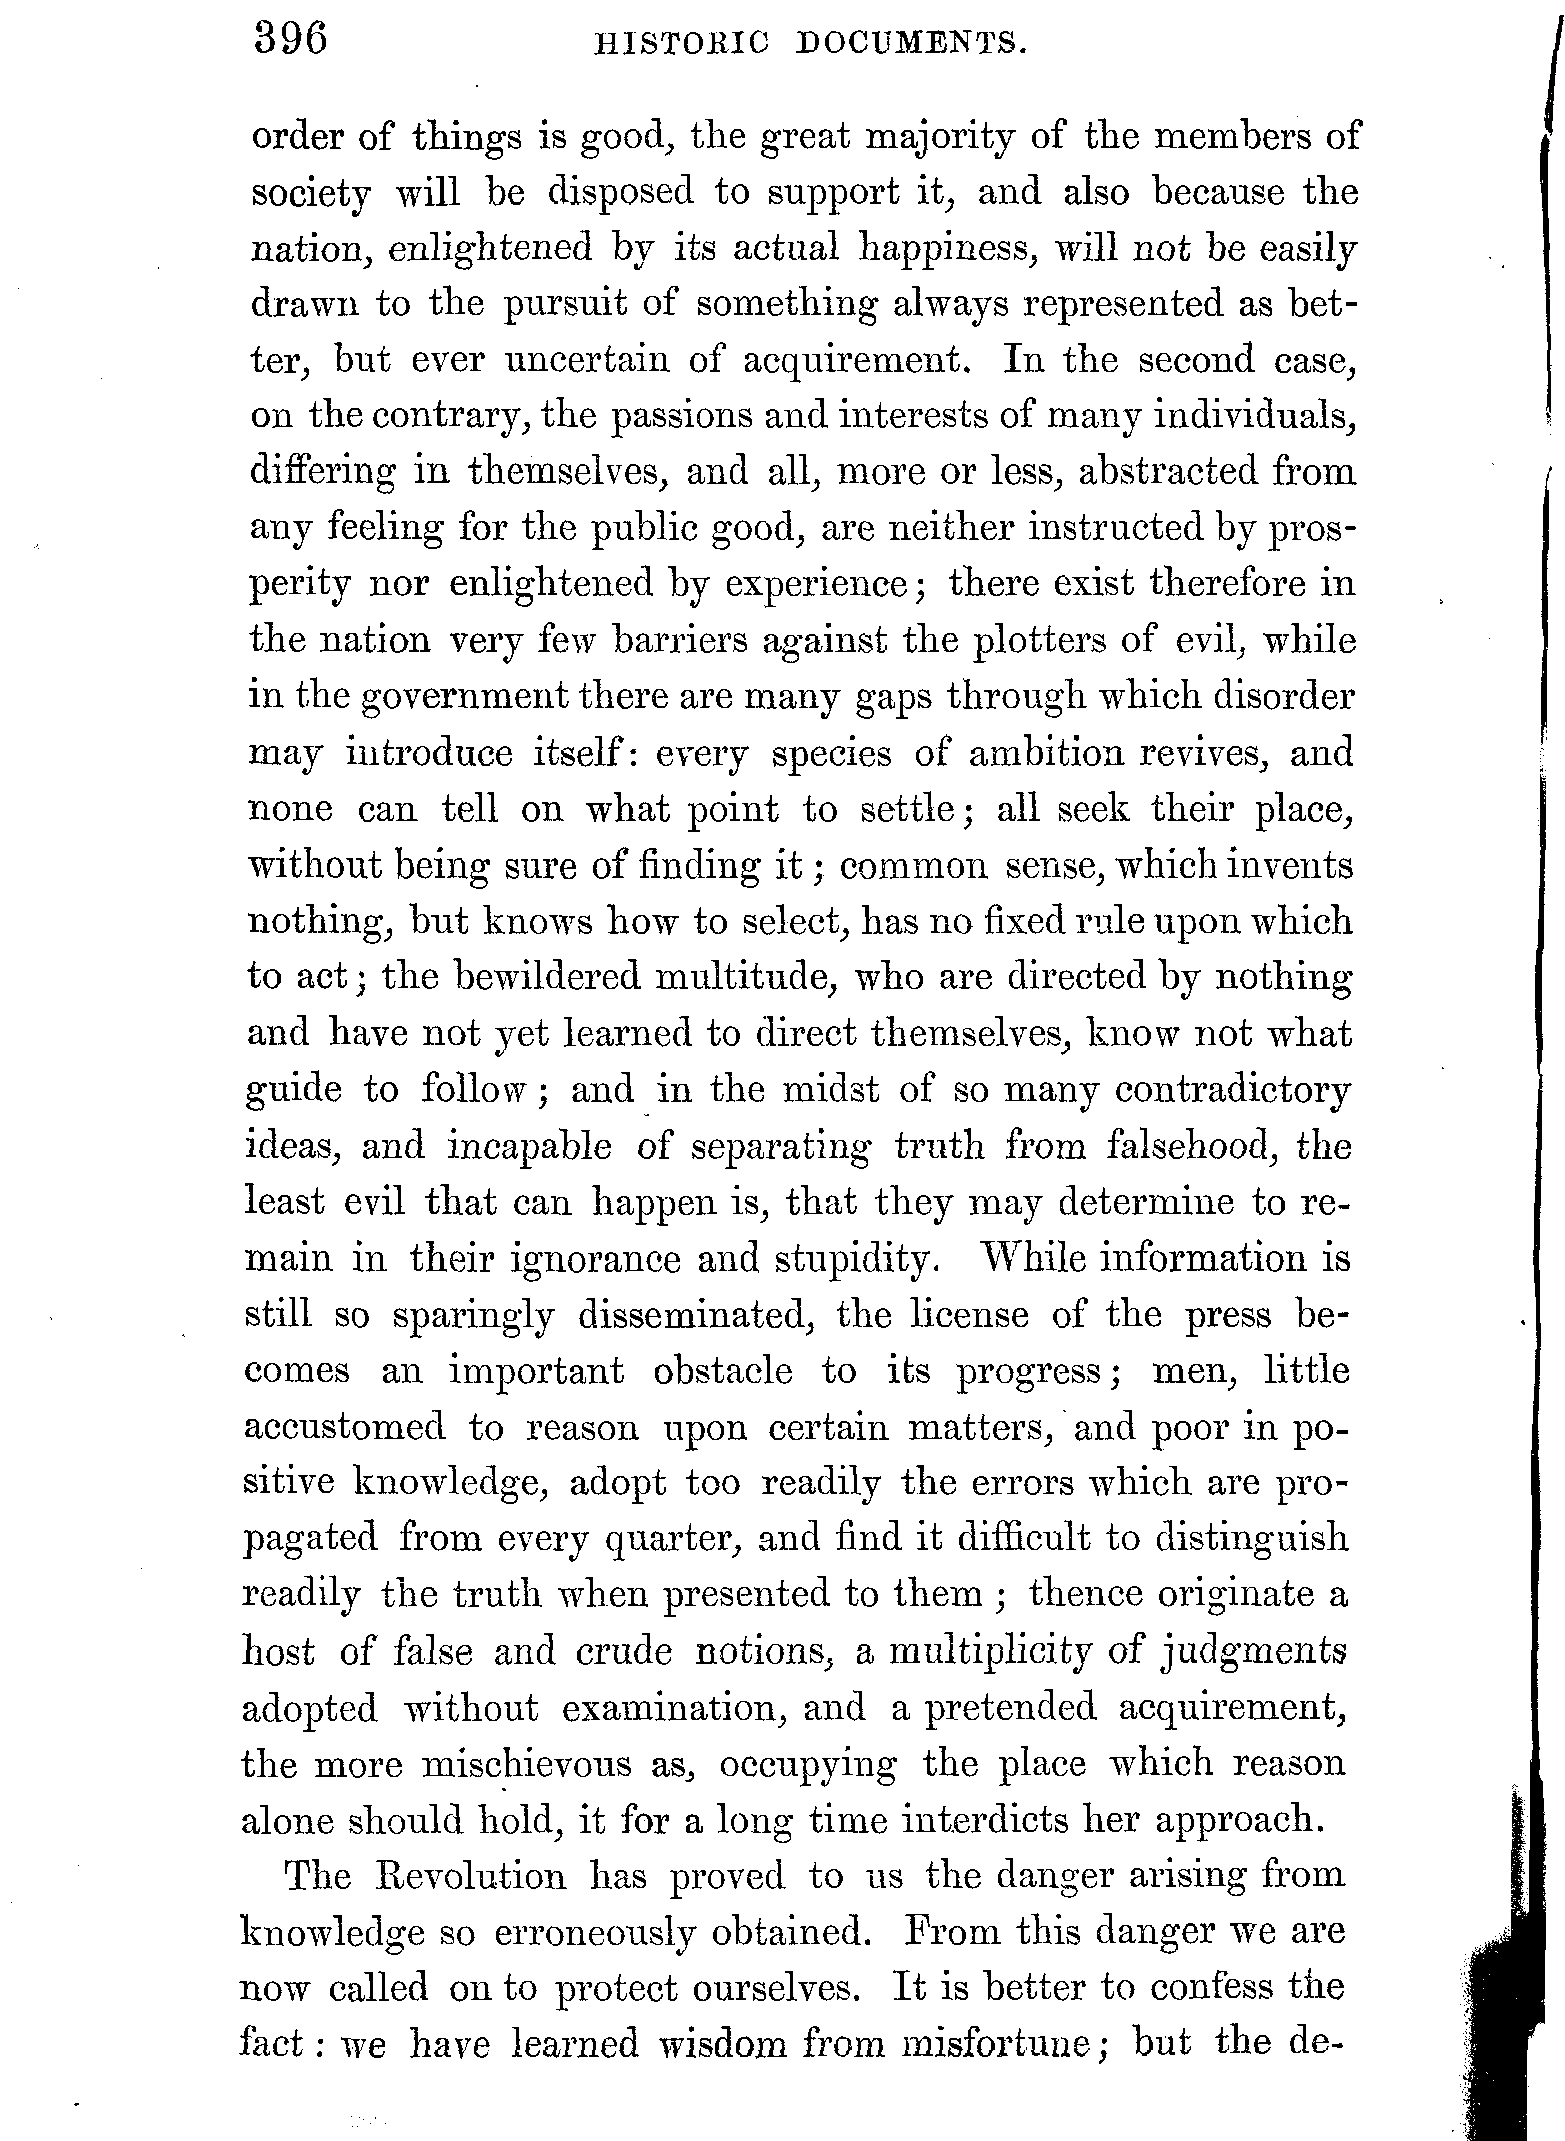 396 HISTORIC DOCUMENTS.
order of things is good, the great majority of the members of
society will be disposed to support it, and also because the
nation, enlightened by its actual happiness, will not be easily
drawn to the pursuit of something always represented as bet-
ter, but ever uncertain of acquirement. In the second case,
on the contrary, the passions and interests of many individuals,
differing in themselves, and all, more or less, abstracted from
any feeling for the public good, are neither instructed by pros-
perity nor enlightened by experience; there exist therefore in
the nation very few barriers against the plotters of evil, while
in the government there are many gaps through which disorder
may introduce itself: every species of ambition revives, and
none can tell on what point to settle; all seek their place,
without being sure of finding it; common sense, which invents
nothing, but knows how to select, has no fixed rule upon which
to act; the bewildered multitude, who are directed by nothing
and have not yet learned to direct themselves, know not what
guide to follow; and in the midst of so many contradictory
ideas, and incapable of separating truth from falsehood, the
least evil that can happen is, that they may determine to re-
main in their ignorance and stupidity. While information is
still so sparingly disseminated, the license of the press be-
comes an important obstacle to its progress; men, little
accustomed to reason upon certain matters, and poor in po-
sitive knowledge, adopt too readily the errors which are pro-
pagated from every quarter, and find it difficult to distinguish
readily the truth when presented to them; thence originate a
host of false and crude notions, a multiplicity of judgments
adopted without examination, and a pretended acquirement,
the more mischievous as, occupying the place which reason
alone should hold, it for a long time interdicts her approach.
The Revolution has proved to us the danger arising from
knowledge so erroneously obtained. From this danger we are
now called on to protect ourselves. It is better to confess the
fact: we have learned wisdom from misfortune; but the de-